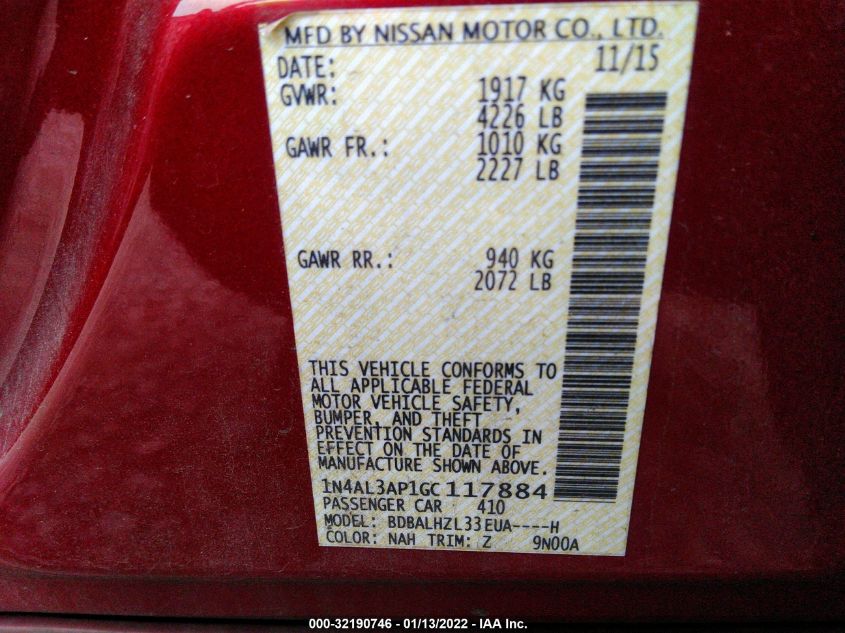 MFD BY NISSAN MOTOR CO., LTD.
DATE: 11/15
GVWR: 1917 KG
4226 LB
GAWR FR.: 1010 KG
2227 LB
GAWR RR.: 940 KG
2072 LB
THIS VEHICLE CONFORMS TO
ALL APPLICABLE FEDERAL
MOTOR VEHICLE SAFETY,
BUMPER, AND THEFT
PREVENTION STANDARDS IN
EFFECT ON THE DATE OF
MANUFACTURE SHOWN ABOVE.
1N4AL3AP1GC117884
PASSENGER CAR 410
MODEL: BDBALHZL33EUA----H
COLOR: NAH TRIM: Z 9N00A
000-32190746 - 01/13/2022 - IAA Inc.